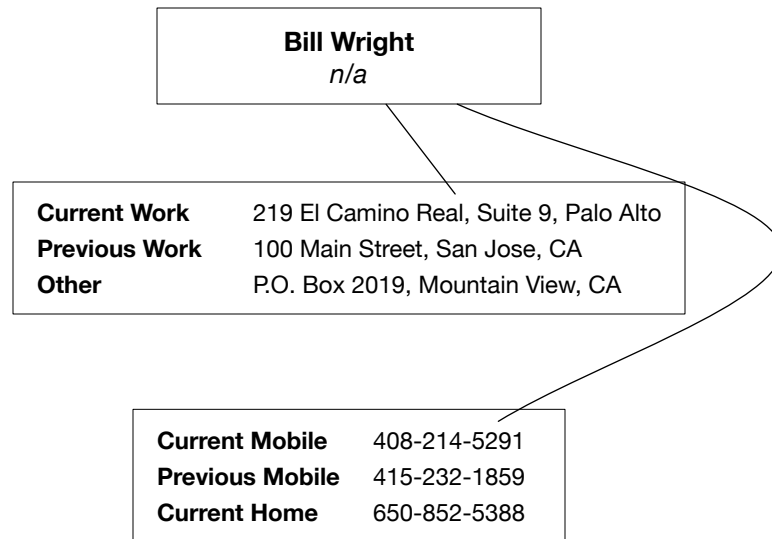 Bill Wright
n/a
Current Work 219 El Camino Real, Suite 9, Palo Alto
Previous Work 100 Main Street, San Jose, CA
Other P.O. Box 2019, Mountain View, CA
Current Mobile 408-214-5291
Previous Mobile 415-232-1859
Current Home 650-852-5388